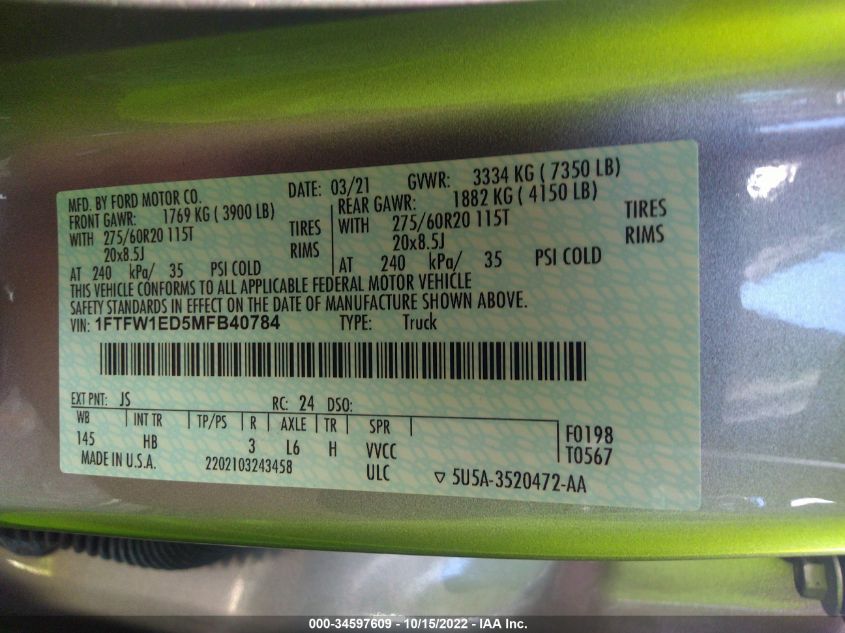 MFD. BY FORD MOTOR CO. DATE: 03/21 GVWR: 3334 KG ( 7350 LB)
FRONT GAWR: 1769 KG ( 3900 LB) REAR GAWR: 1882 KG ( 4150 LB)
WITH 275/60R20 115T TIRES WITH 275/60R20 115T TIRES
20x8.5J RIMS 20x8.5J RIMS
AT 240 kPa/ 35 PSI COLD AT 240 kPa/ 35 PSI COLD
THIS VEHICLE CONFORMS TO ALL APPLICABLE FEDERAL MOTOR VEHICLE
SAFETY STANDARDS IN EFFECT ON THE DATE OF MANUFACTURE SHOWN ABOVE.
VIN: 1FTFW1ED5MFB40784 TYPE: Truck
EXT PNT: JS RC: 24 DSO:
WB INT TR TP/PS R AXLE TR SPR
145 HB 3 L6 H VVCC F0198
MADE IN U.S.A. 2202103243458 ULC T0567
▽ 5U5A-3520472-AA
000-34597609 - 10/15/2022 - IAA Inc.